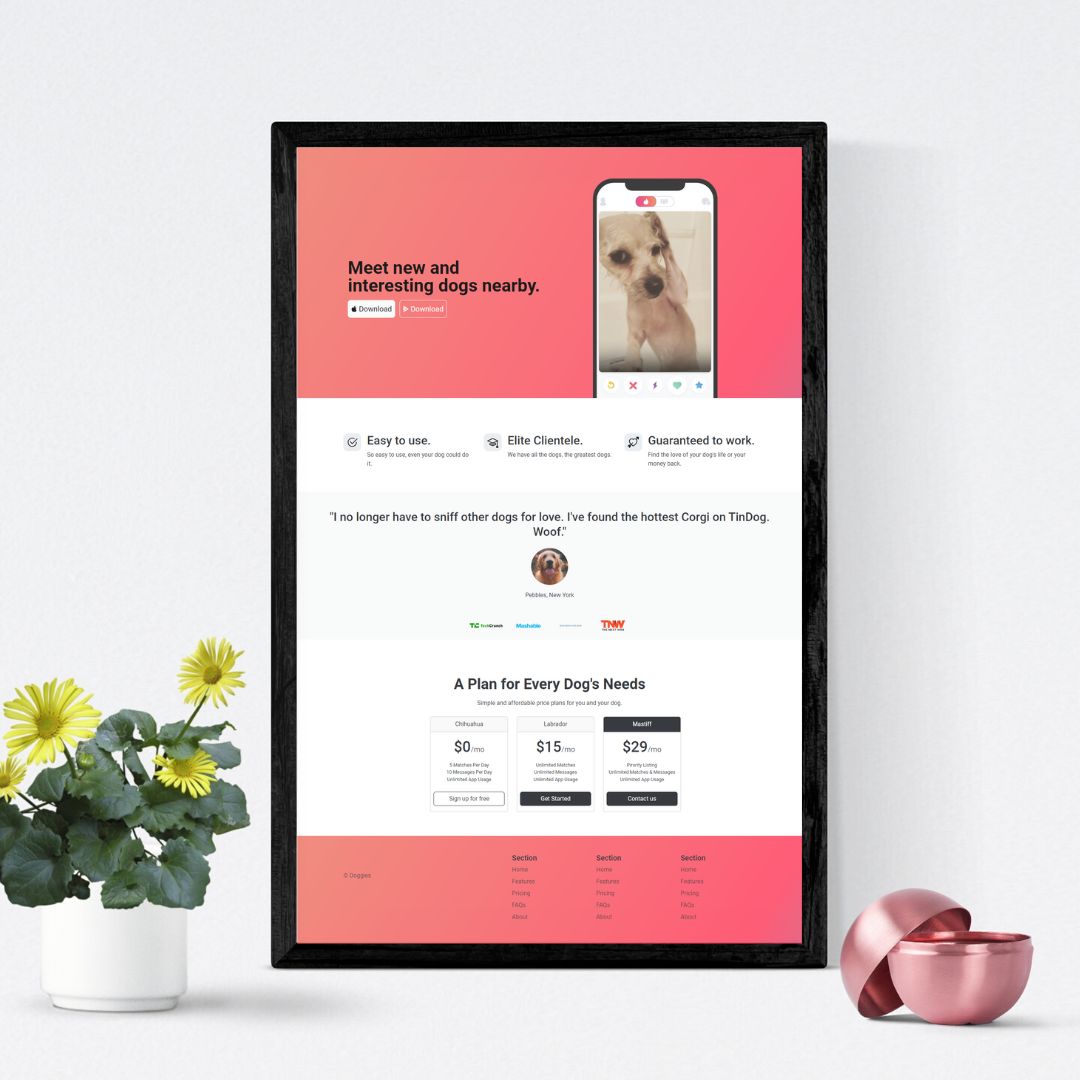 Meet new and
interesting dogs nearby.
Download Download
Easy to use.
So easy to use, even your dog could do
it.
Elite Clientele.
We have all the dogs, the greatest dogs.
Guaranteed to work.
Find the love of your dog's life or your
money back.
"I no longer have to sniff other dogs for love. I've found the hottest Corgi on TinDog.
Woof."
Pebbles, New York
TC TechCrunch Mashable TNW
THE NEXT WEB
A Plan for Every Dog's Needs
Simple and affordable price plans for you and your dog.
Chihuahua
$0/mo
5 Matches Per Day
10 Messages Per Day
Unlimited App Usage
Sign up for free
Labrador
$15/mo
Unlimited Matches
Unlimited Messages
Unlimited App Usage
Get Started
Mastiff
$29/mo
Priority Listing
Unlimited Matches & Messages
Unlimited App Usage
Contact us
© Doggies
Section
Home
Features
Pricing
FAQs
About
Section
Home
Features
Pricing
FAQs
About
Section
Home
Features
Pricing
FAQs
About